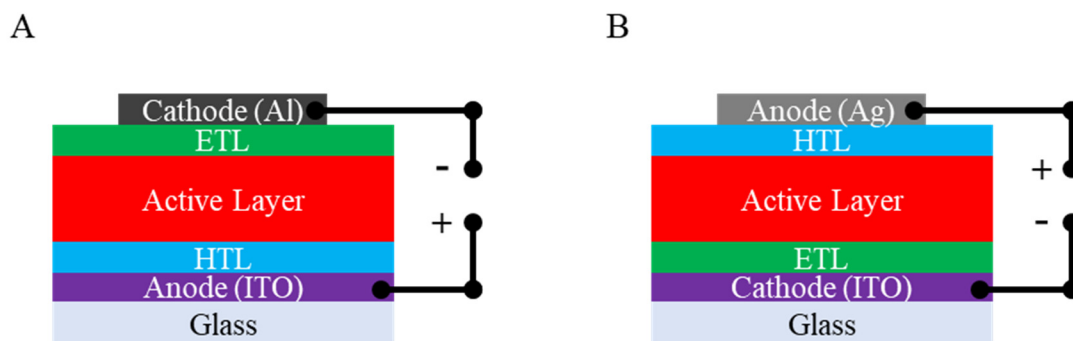 A
Cathode (Al)
ETL
-
Active Layer
+
HTL
Anode (ITO)
Glass
B
Anode (Ag)
HTL
+
Active Layer
-
ETL
Cathode (ITO)
Glass